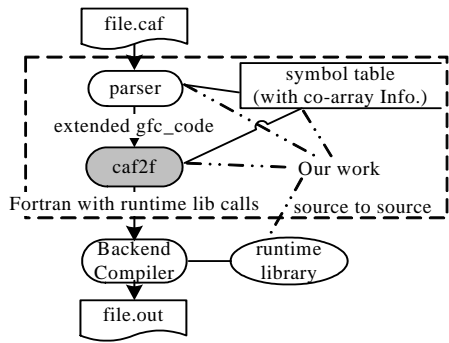 file.caf
parser
symbol table
(with co-array Info.)
extended gfc_code
caf2f
Our work
Fortran with runtime lib calls
source to source
Backend
Compiler
runtime
library
file.out